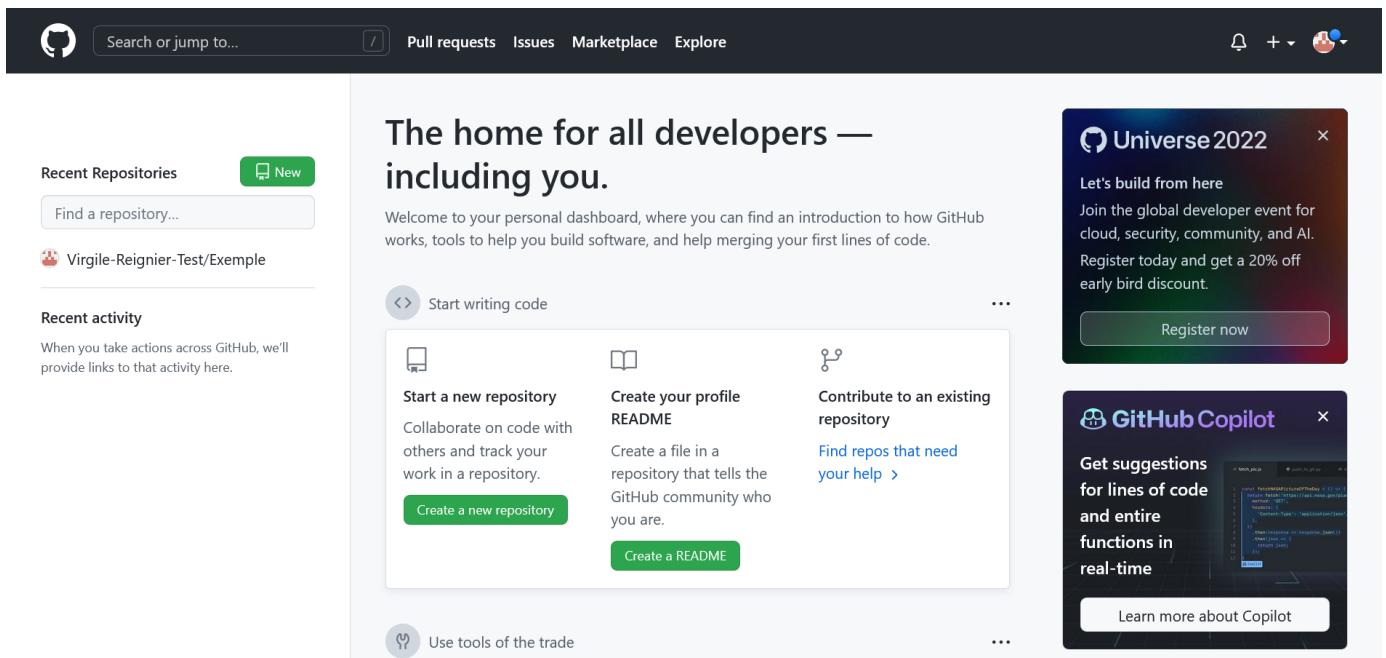 Search or jump to... /
Pull requests Issues Marketplace Explore
Recent Repositories
New
Find a repository...
Virgile-Reignier-Test/Exemple
Recent activity
When you take actions across GitHub, we'll
provide links to that activity here.
The home for all developers —
including you.
Welcome to your personal dashboard, where you can find an introduction to how GitHub
works, tools to help you build software, and help merging your first lines of code.
Start writing code
Start a new repository
Collaborate on code with
others and track your
work in a repository.
Create a new repository
Create your profile
README
Create a file in a
repository that tells the
GitHub community who
you are.
Create a README
Contribute to an existing
repository
Find repos that need
your help >
Use tools of the trade
Universe 2022
Let's build from here
Join the global developer event for
cloud, security, community, and AI.
Register today and get a 20% off
early bird discount.
Register now
GitHub Copilot
Get suggestions
for lines of code
and entire
functions in
real-time
Learn more about Copilot